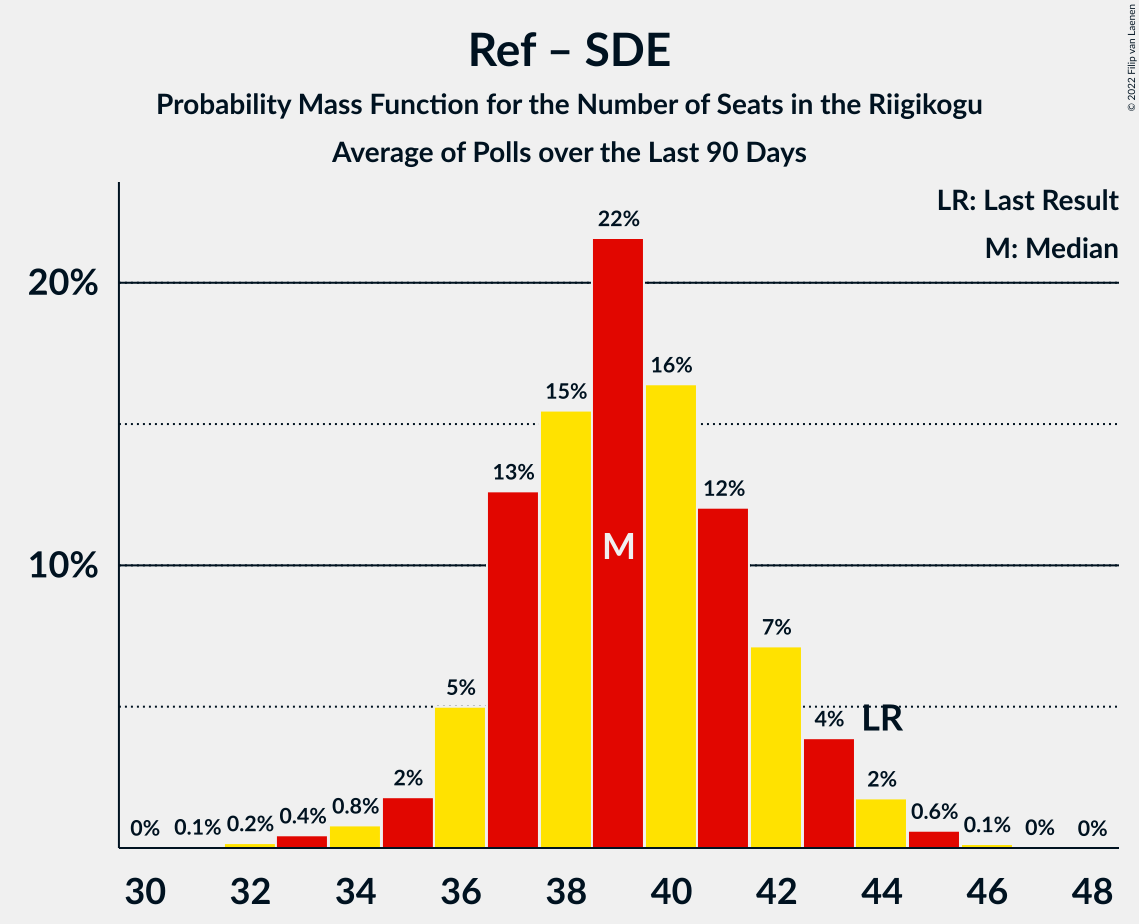 Ref – SDE
Probability Mass Function for the Number of Seats in the Riigikogu
Average of Polls over the Last 90 Days
© 2022 Filip van Laenen
LR: Last Result
M: Median
20%
10%
0%
0.1%
0.2%
0.4%
0.8%
2%
5%
13%
15%
22%
16%
12%
7%
4%
2%
0.6%
0.1%
0%
0%
M
LR
30 32 34 36 38 40 42 44 46 48